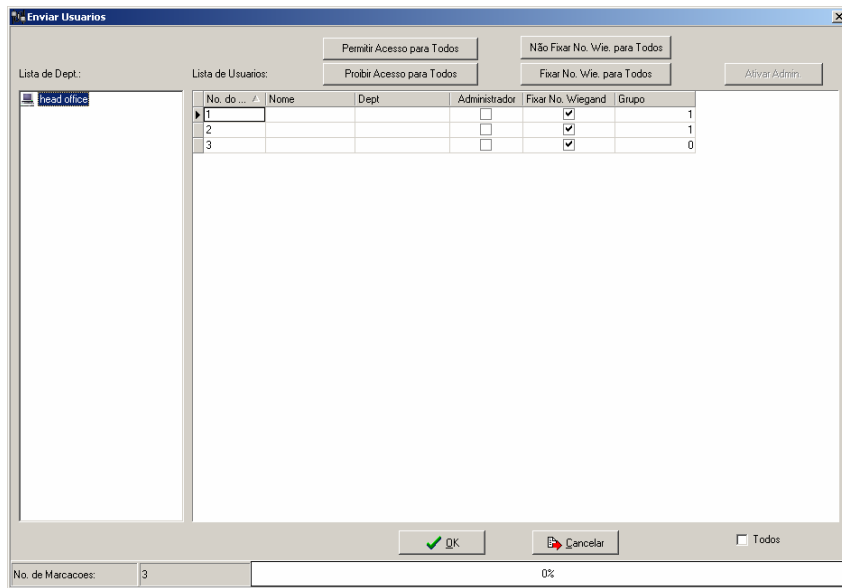 Enviar Usuarios
Permitir Acesso para Todos Não Fixar No. Wie. para Todos
Lista de Dept.: Lista de Usuarios: Proibir Acesso para Todos Fixar No. Wie. para Todos Ativar Admin.
head office
No. do ... Nome Dept Administrador Fixar No. Wiegand Grupo
1 1
2 1
3 0
OK Cancelar Todos
No. de Marcacoes: 3 0%